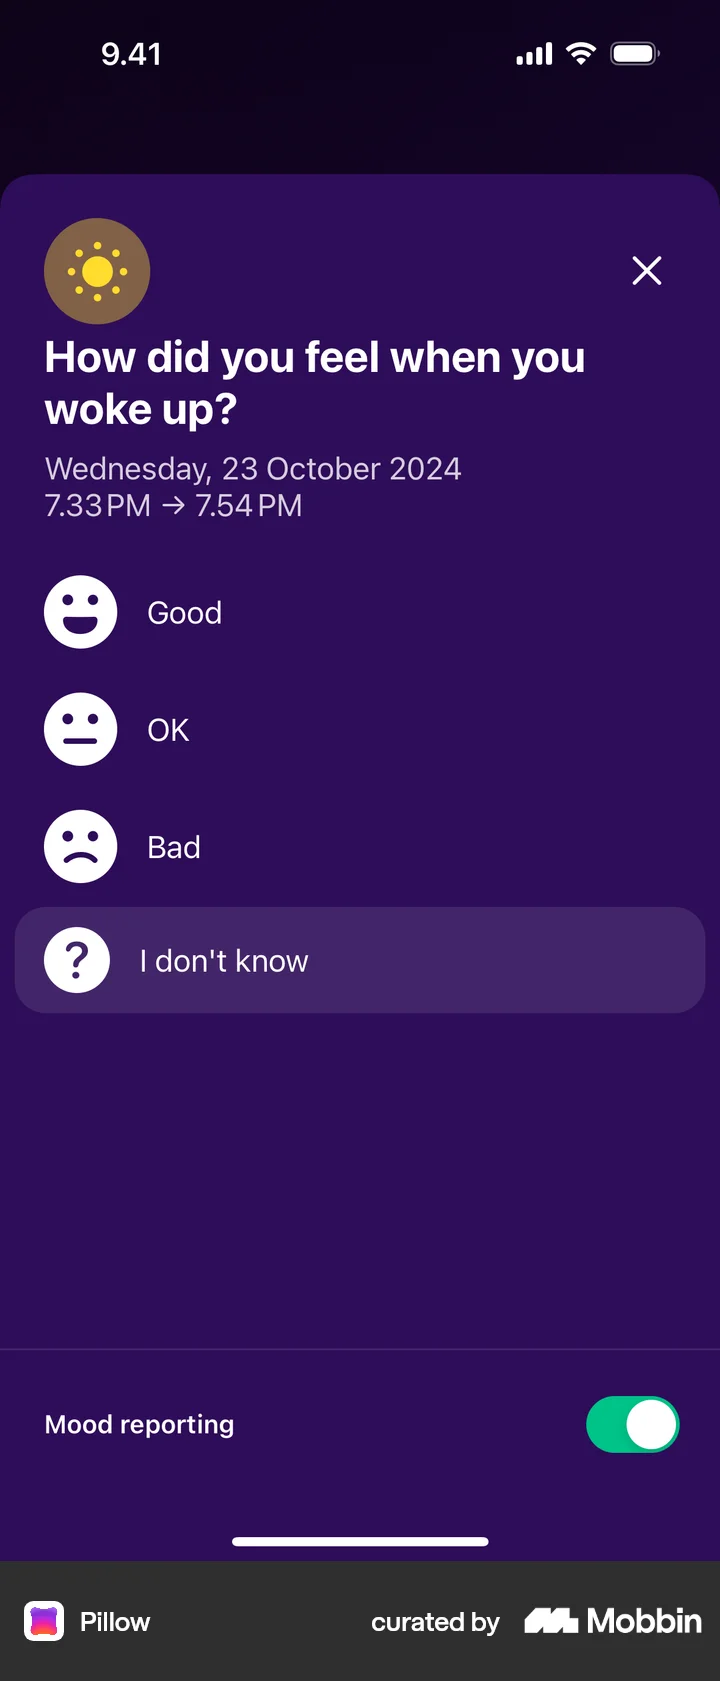 9.41
How did you feel when you
woke up?
Wednesday, 23 October 2024
7.33 PM → 7.54 PM
Good
OK
Bad
?
I don't know
Mood reporting
Pillow
curated by
Mobbin